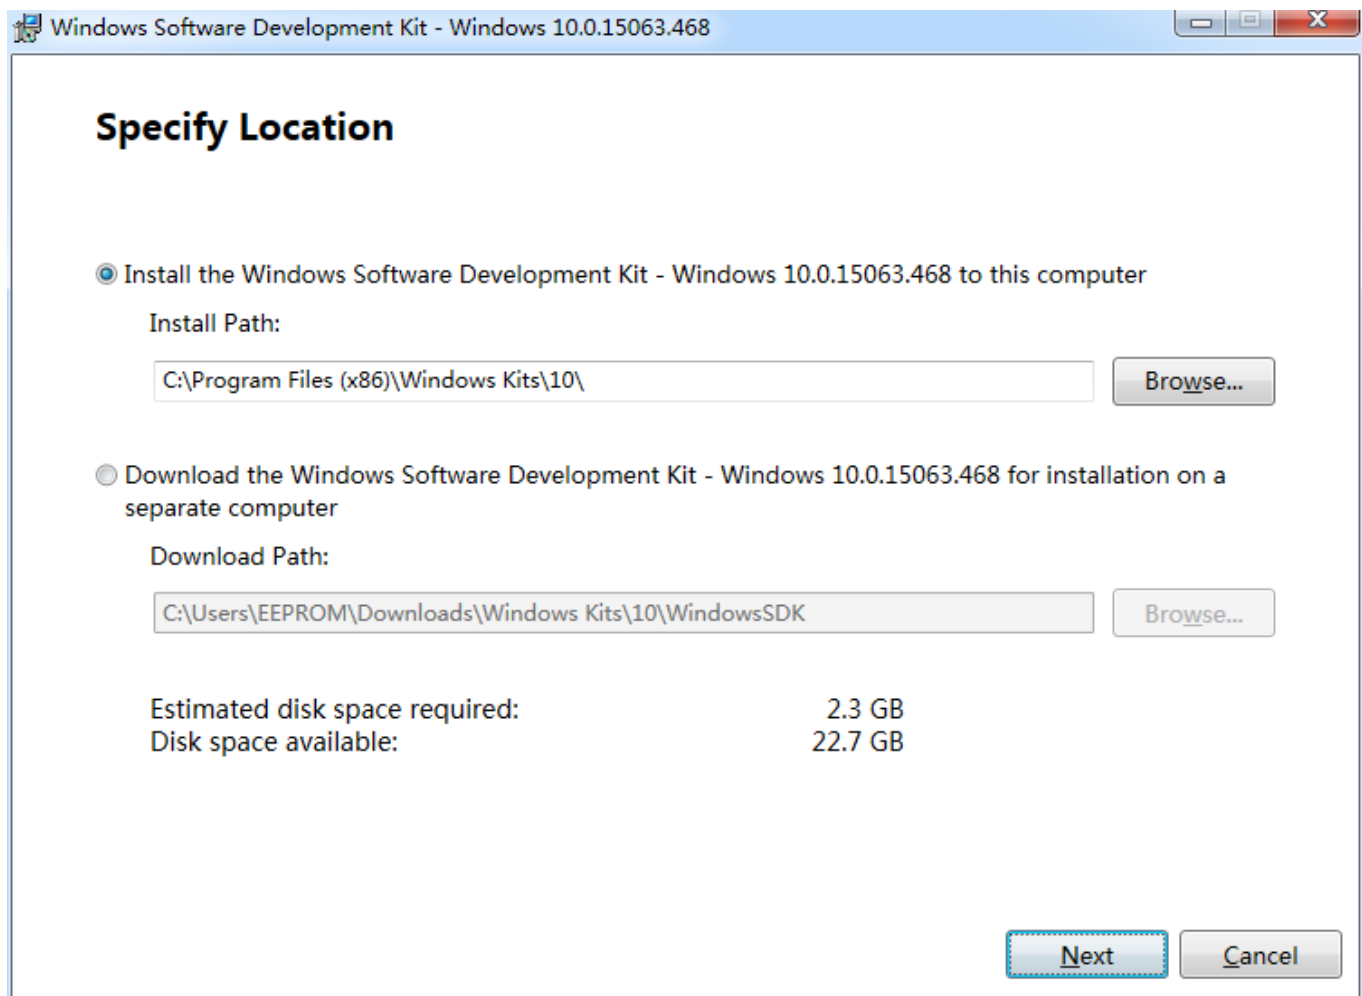 Windows Software Development Kit - Windows 10.0.15063.468
Specify Location
Install the Windows Software Development Kit - Windows 10.0.15063.468 to this computer
Install Path:
C:\Program Files (x86)\Windows Kits\10\
Browse...
Download the Windows Software Development Kit - Windows 10.0.15063.468 for installation on a
separate computer
Download Path:
C:\Users\EEPROM\Downloads\Windows Kits\10\WindowsSDK
Browse...
Estimated disk space required: 2.3 GB
Disk space available: 22.7 GB
Next Cancel